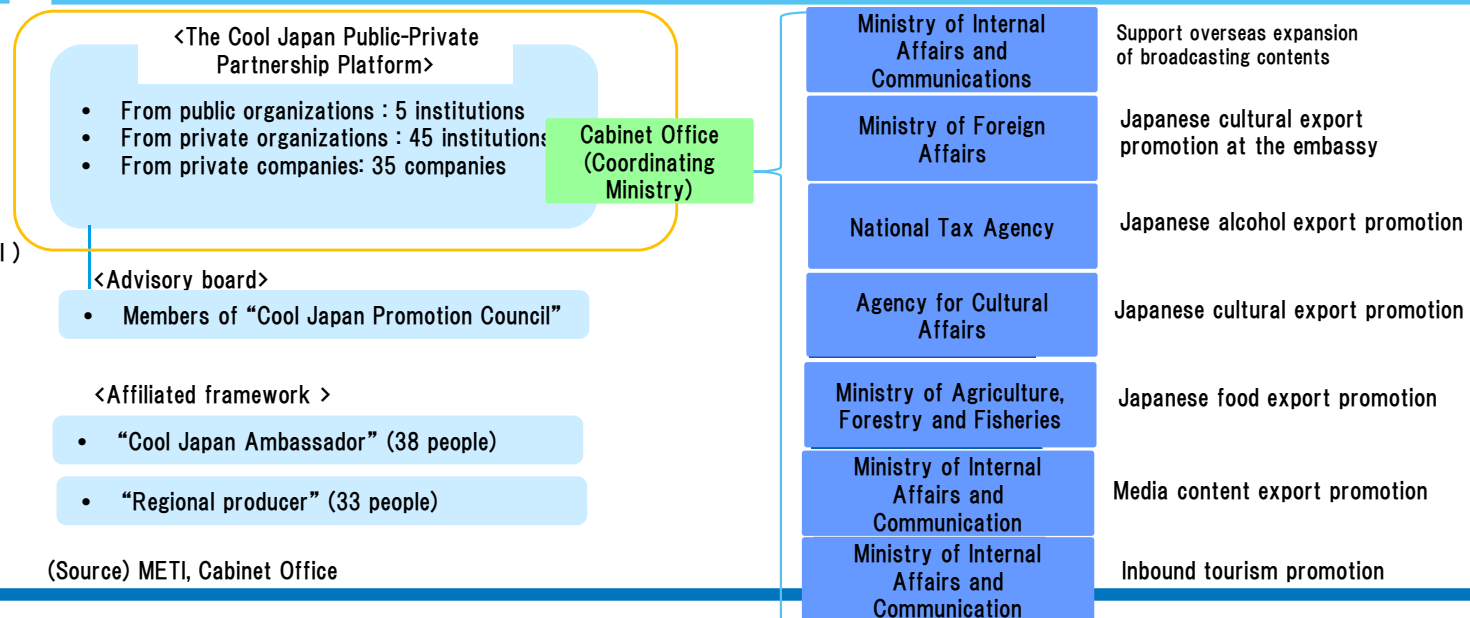 <The Cool Japan Public-Private
Partnership Platform>
• From public organizations : 5 institutions
• From private organizations : 45 institutions
• From private companies: 35 companies
Cabinet Office
(Coordinating
Ministry)
)
<Advisory board>
• Members of “Cool Japan Promotion Council”
<Affiliated framework >
• “Cool Japan Ambassador” (38 people)
• “Regional producer” (33 people)
(Source) METI, Cabinet Office
Ministry of Internal
Affairs and
Communications
Support overseas expansion
of broadcasting contents
Ministry of Foreign
Affairs
Japanese cultural export
promotion at the embassy
National Tax Agency
Japanese alcohol export promotion
Agency for Cultural
Affairs
Japanese cultural export promotion
Ministry of Agriculture,
Forestry and Fisheries
Japanese food export promotion
Ministry of Internal
Affairs and
Communication
Media content export promotion
Ministry of Internal
Affairs and
Communication
Inbound tourism promotion